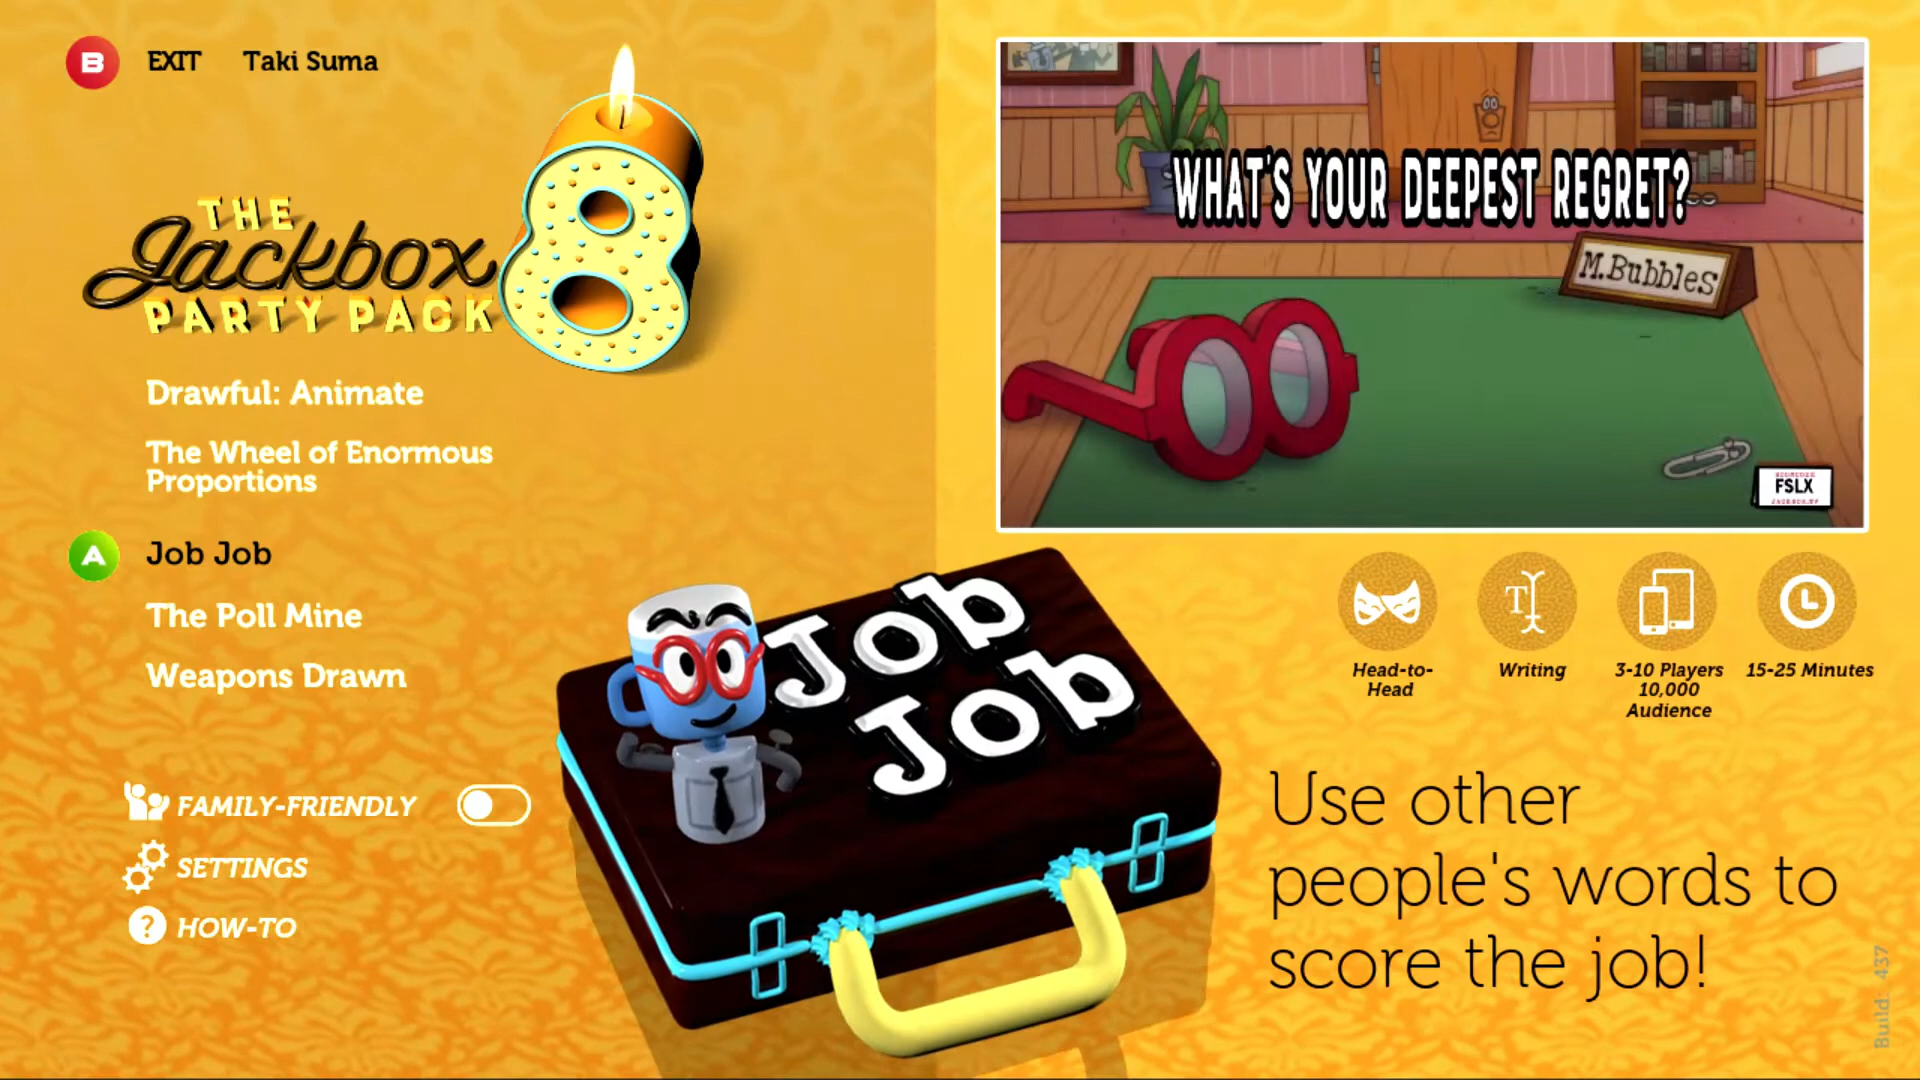 B EXIT Taki Suma
THE
Jackbox
PARTY PACK
8
Drawful: Animate
The Wheel of Enormous
Proportions
A Job Job
The Poll Mine
Weapons Drawn
FAMILY-FRIENDLY
SETTINGS
? HOW-TO
Job
Job
WHAT'S YOUR DEEPEST REGRET?
M.Bubbles
FSLX
JACKBOX.TV
Head-to-
Head
Writing
3-10 Players
10,000
Audience
15-25 Minutes
Use other
people's words to
score the job!
Build: 437